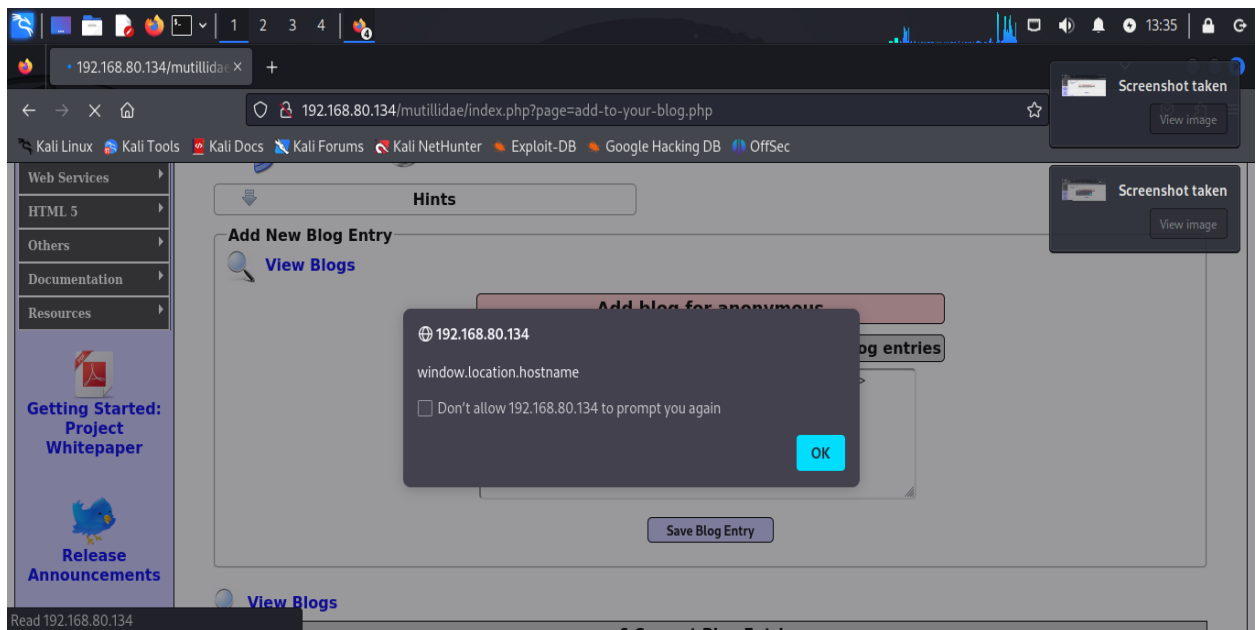 1 2 3 4 13:35
192.168.80.134/mutillidae
Screenshot taken
View image
192.168.80.134/mutillidae/index.php?page=add-to-your-blog.php
Kali Linux Kali Tools Kali Docs Kali Forums Kali NetHunter Exploit-DB Google Hacking DB OffSec
Web Services
HTML 5
Others
Documentation
Resources
Getting Started:
Project
Whitepaper
Release
Announcements
Hints
Screenshot taken
View image
Add New Blog Entry
View Blogs
Add blog for anonymous
og entries
192.168.80.134
window.location.hostname
Don't allow 192.168.80.134 to prompt you again
OK
>
Save Blog Entry
View Blogs
Read 192.168.80.134